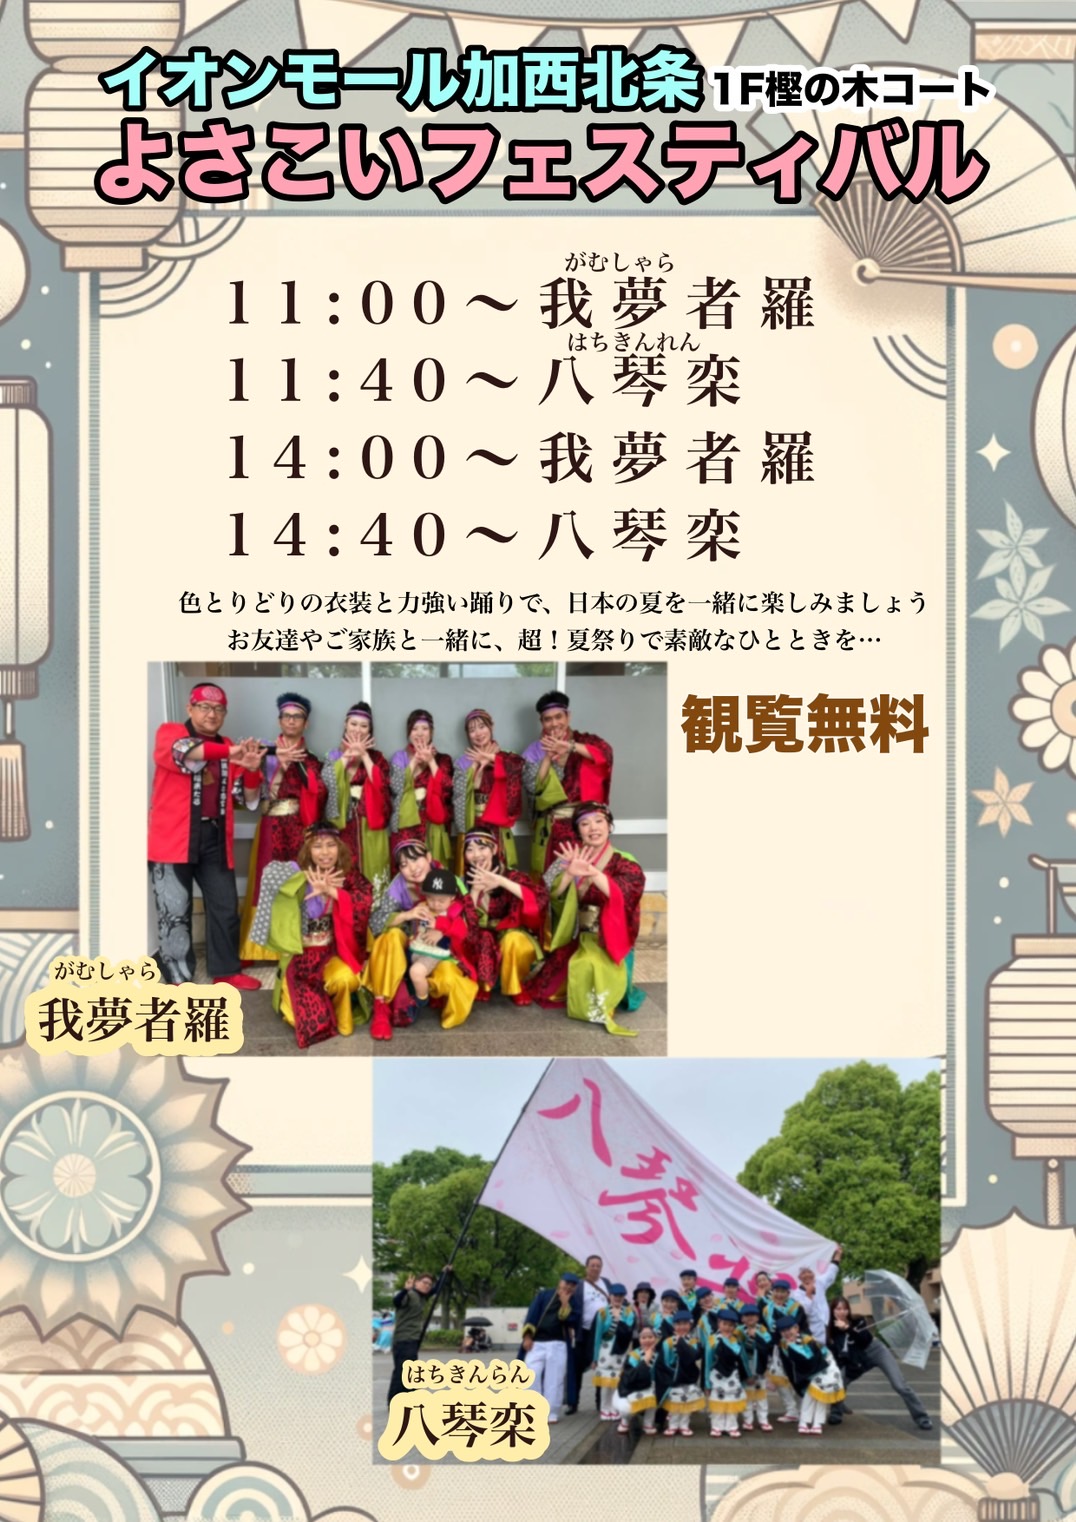 イオンモール加西北条 1F樫の木コート
よさこいフェスティバル
がむしゃら
11:00〜我夢者羅
はちきんれん
11:40〜八琴栾
14:00〜我夢者羅
14:40〜八琴栾
色とりどりの衣装と力強い踊りで、日本の夏を一緒に楽しみましょう
お友達やご家族と一緒に、超！夏祭りで素敵なひとときを…
観覧無料
がむしゃら
我夢者羅
八琴
はちきんらん
八琴栾